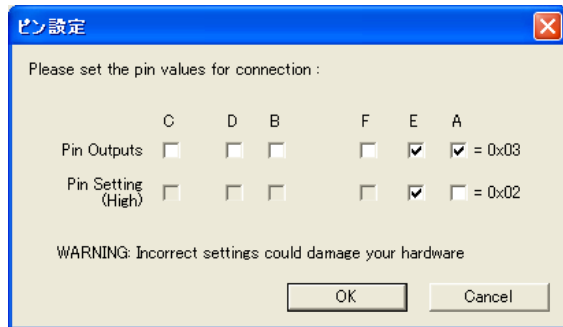 ピン設定
Please set the pin values for connection :
C D B F E A
Pin Outputs = 0x03
Pin Setting = 0x02
(High)
WARNING: Incorrect settings could damage your hardware
OK Cancel